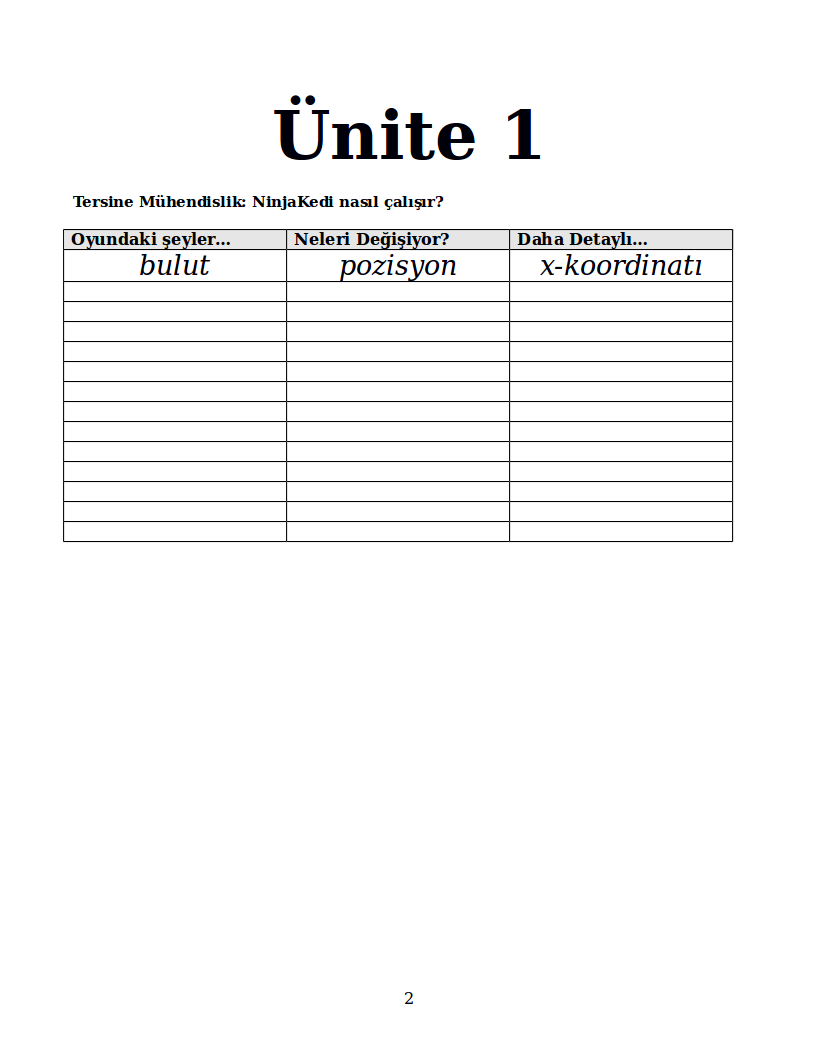 Ünite 1
Tersine Mühendislik: NinjaKedi nasıl çalışır?
Oyundaki şeyler... Neleri Değişiyor? Daha Detaylı...
bulut pozisyon x-koordinatı
2